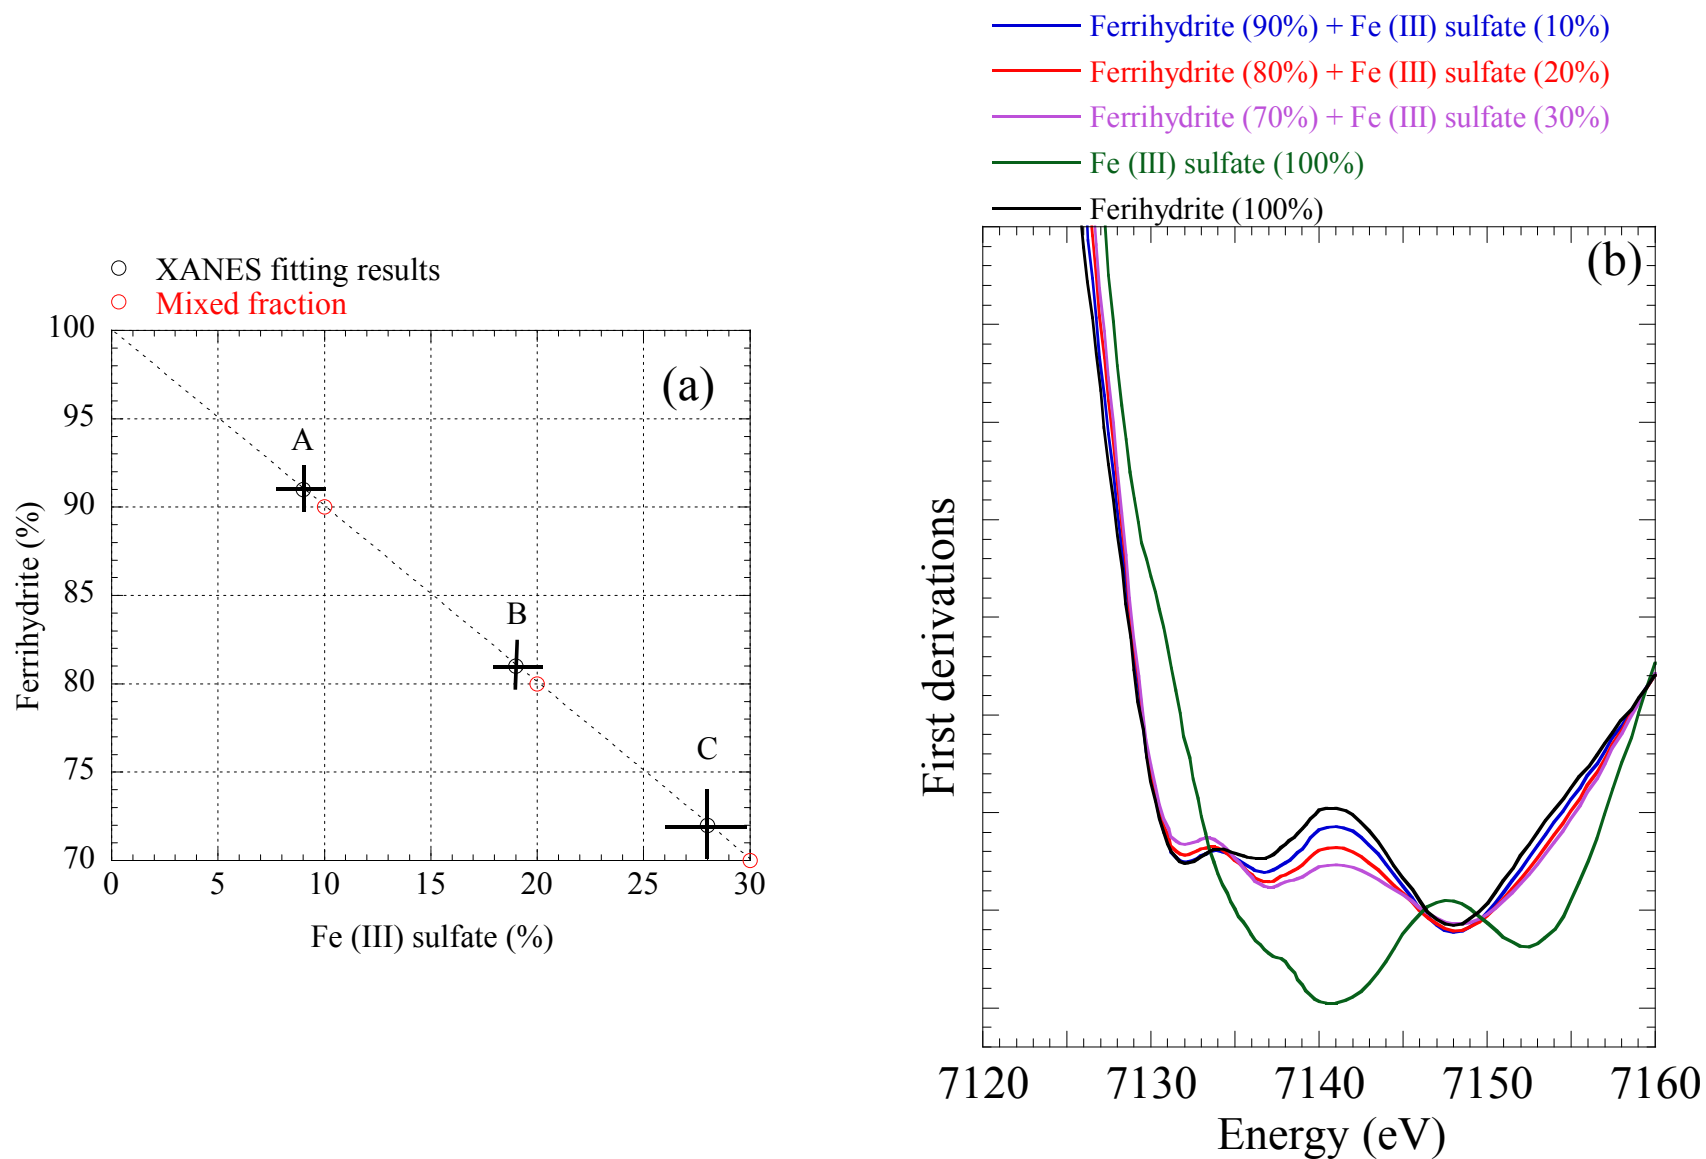 XANES fitting results
Mixed fraction
(a)
100
95
90
85
80
75
70
A
B
C
0 5 10 15 20 25 30
Ferrihydrite (%)
Fe (III) sulfate (%)
Ferrihydrite (90%) + Fe (III) sulfate (10%)
Ferrihydrite (80%) + Fe (III) sulfate (20%)
Ferrihydrite (70%) + Fe (III) sulfate (30%)
Fe (III) sulfate (100%)
Ferihydrite (100%)
(b)
First derivations
7120 7130 7140 7150 7160
Energy (eV)